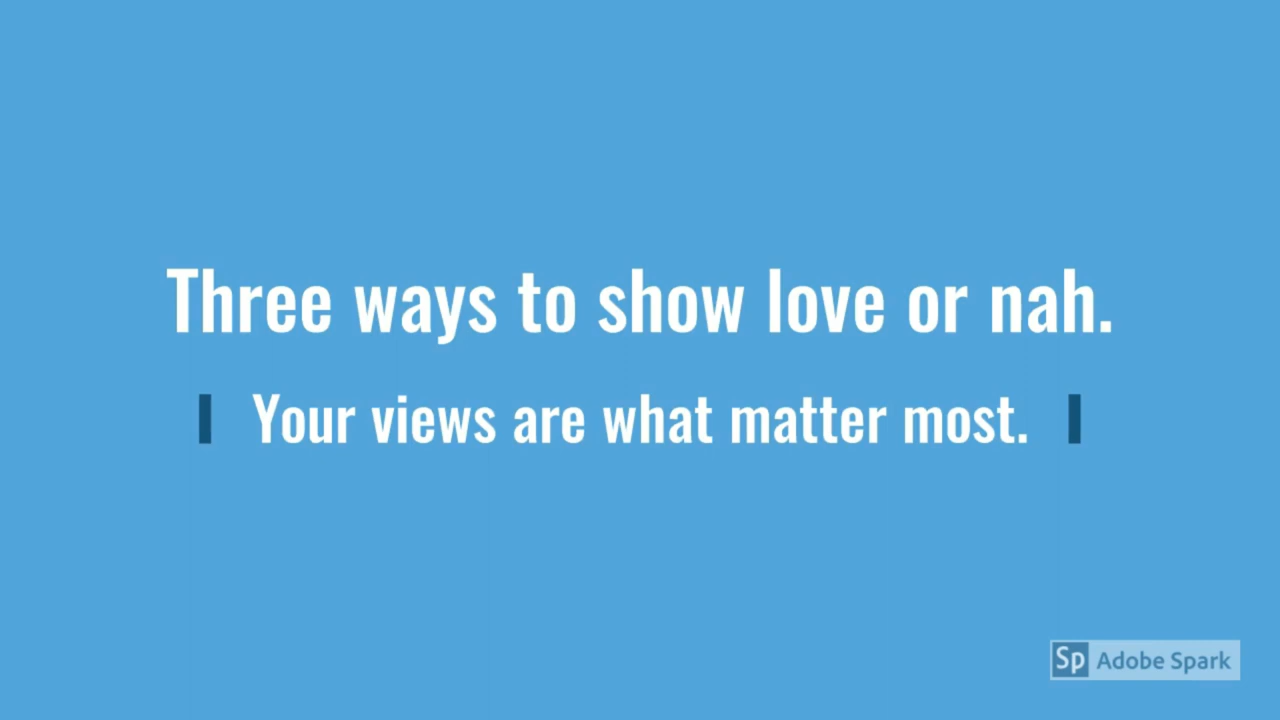 Three ways to show love or nah.
Your views are what matter most.
Sp Adobe Spark